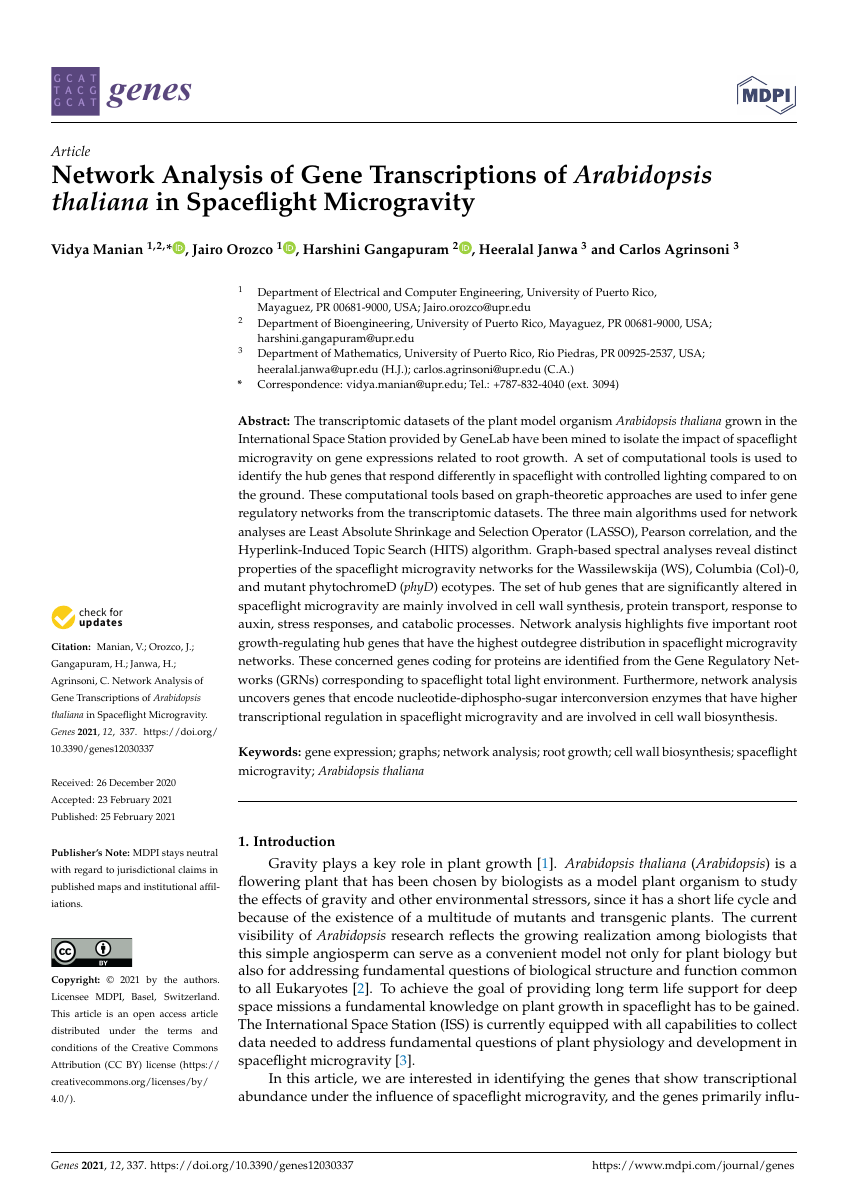 GCAT
TACG
GCAT
genes
MDPI
Article
Network Analysis of Gene Transcriptions of Arabidopsis
thaliana in Spaceflight Microgravity
Vidya Manian 1,2,* iD, Jairo Orozco 1 iD, Harshini Gangapuram 2 iD, Heeralal Janwa 3 and Carlos Agrinsoni 3
1 Department of Electrical and Computer Engineering, University of Puerto Rico,
Mayaguez, PR 00681-9000, USA; Jairo.orozco@upr.edu
2 Department of Bioengineering, University of Puerto Rico, Mayaguez, PR 00681-9000, USA;
harshini.gangapuram@upr.edu
3 Department of Mathematics, University of Puerto Rico, Rio Piedras, PR 00925-2537, USA;
heeralal.janwa@upr.edu (H.J.); carlos.agrinsoni@upr.edu (C.A.)
* Correspondence: vidya.manian@upr.edu; Tel.: +787-832-4040 (ext. 3094)
Abstract: The transcriptomic datasets of the plant model organism Arabidopsis thaliana grown in the
International Space Station provided by GeneLab have been mined to isolate the impact of spaceflight
microgravity on gene expressions related to root growth. A set of computational tools is used to
identify the hub genes that respond differently in spaceflight with controlled lighting compared to on
the ground. These computational tools based on graph-theoretic approaches are used to infer gene
regulatory networks from the transcriptomic datasets. The three main algorithms used for network
analyses are Least Absolute Shrinkage and Selection Operator (LASSO), Pearson correlation, and the
Hyperlink-Induced Topic Search (HITS) algorithm. Graph-based spectral analyses reveal distinct
properties of the spaceflight microgravity networks for the Wassilewskija (WS), Columbia (Col)-0,
and mutant phytochromeD (phyD) ecotypes. The set of hub genes that are significantly altered in
spaceflight microgravity are mainly involved in cell wall synthesis, protein transport, response to
auxin, stress responses, and catabolic processes. Network analysis highlights five important root
growth-regulating hub genes that have the highest outdegree distribution in spaceflight microgravity
networks. These concerned genes coding for proteins are identified from the Gene Regulatory Net-
works (GRNs) corresponding to spaceflight total light environment. Furthermore, network analysis
uncovers genes that encode nucleotide-diphospho-sugar interconversion enzymes that have higher
transcriptional regulation in spaceflight microgravity and are involved in cell wall biosynthesis.
Keywords: gene expression; graphs; network analysis; root growth; cell wall biosynthesis; spaceflight
microgravity; Arabidopsis thaliana
check for
updates
Citation: Manian, V.; Orozco, J.;
Gangapuram, H.; Janwa, H.;
Agrinsoni, C. Network Analysis of
Gene Transcriptions of Arabidopsis
thaliana in Spaceflight Microgravity.
Genes 2021, 12, 337. https://doi.org/
10.3390/genes12030337
Received: 26 December 2020
Accepted: 23 February 2021
Published: 25 February 2021
Publisher's Note: MDPI stays neutral
with regard to jurisdictional claims in
published maps and institutional affil-
iations.
cc BY
Copyright: © 2021 by the authors.
Licensee MDPI, Basel, Switzerland.
This article is an open access article
distributed under the terms and
conditions of the Creative Commons
Attribution (CC BY) license (https://
creativecommons.org/licenses/by/
4.0/).
1. Introduction
Gravity plays a key role in plant growth [1]. Arabidopsis thaliana (Arabidopsis) is a
flowering plant that has been chosen by biologists as a model plant organism to study
the effects of gravity and other environmental stressors, since it has a short life cycle and
because of the existence of a multitude of mutants and transgenic plants. The current
visibility of Arabidopsis research reflects the growing realization among biologists that
this simple angiosperm can serve as a convenient model not only for plant biology but
also for addressing fundamental questions of biological structure and function common
to all Eukaryotes [2]. To achieve the goal of providing long term life support for deep
space missions a fundamental knowledge on plant growth in spaceflight has to be gained.
The International Space Station (ISS) is currently equipped with all capabilities to collect
data needed to address fundamental questions of plant physiology and development in
spaceflight microgravity [3].
In this article, we are interested in identifying the genes that show transcriptional
abundance under the influence of spaceflight microgravity, and the genes primarily influ-
Genes 2021, 12, 337. https://doi.org/10.3390/genes12030337
https://www.mdpi.com/journal/genes